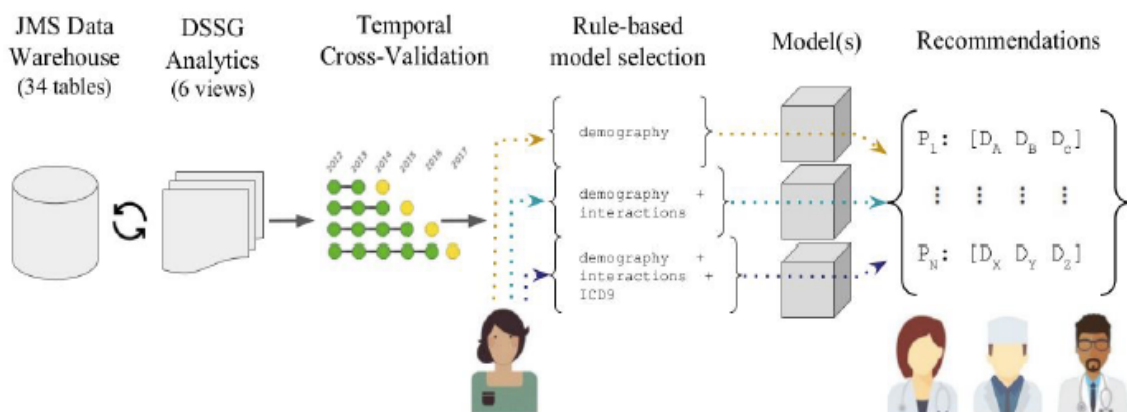 JMS Data
Warehouse
(34 tables)
DSSG
Analytics
(6 views)
Temporal
Cross-Validation
Rule-based
model selection
Model(s)
Recommendations
2012
2013
2014
2015
2016
2017
demography
demography +
interactions
demography +
interactions +
ICD9
P1: [DA DB DC]
PN: [DX DY DZ]